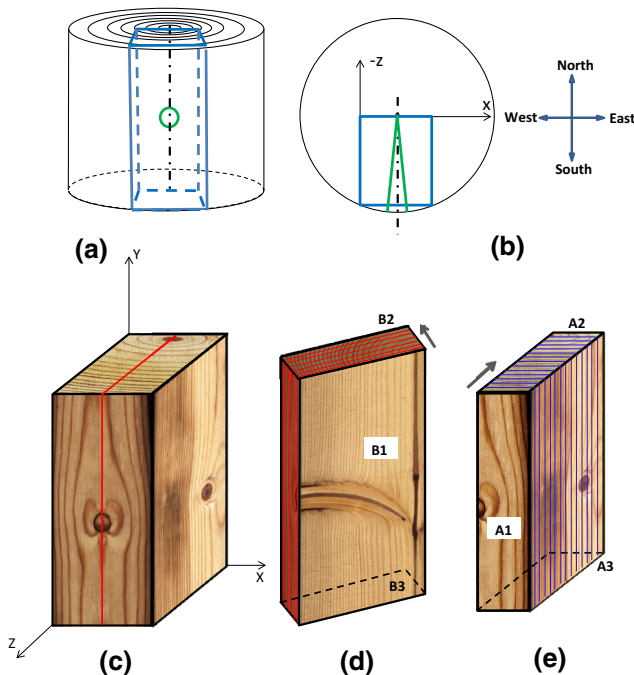 -Z
X
North
West
East
South
(a)
(b)
Y
B2
A2
B1
A1
B3
A3
X
Z
(c)
(d)
(e)